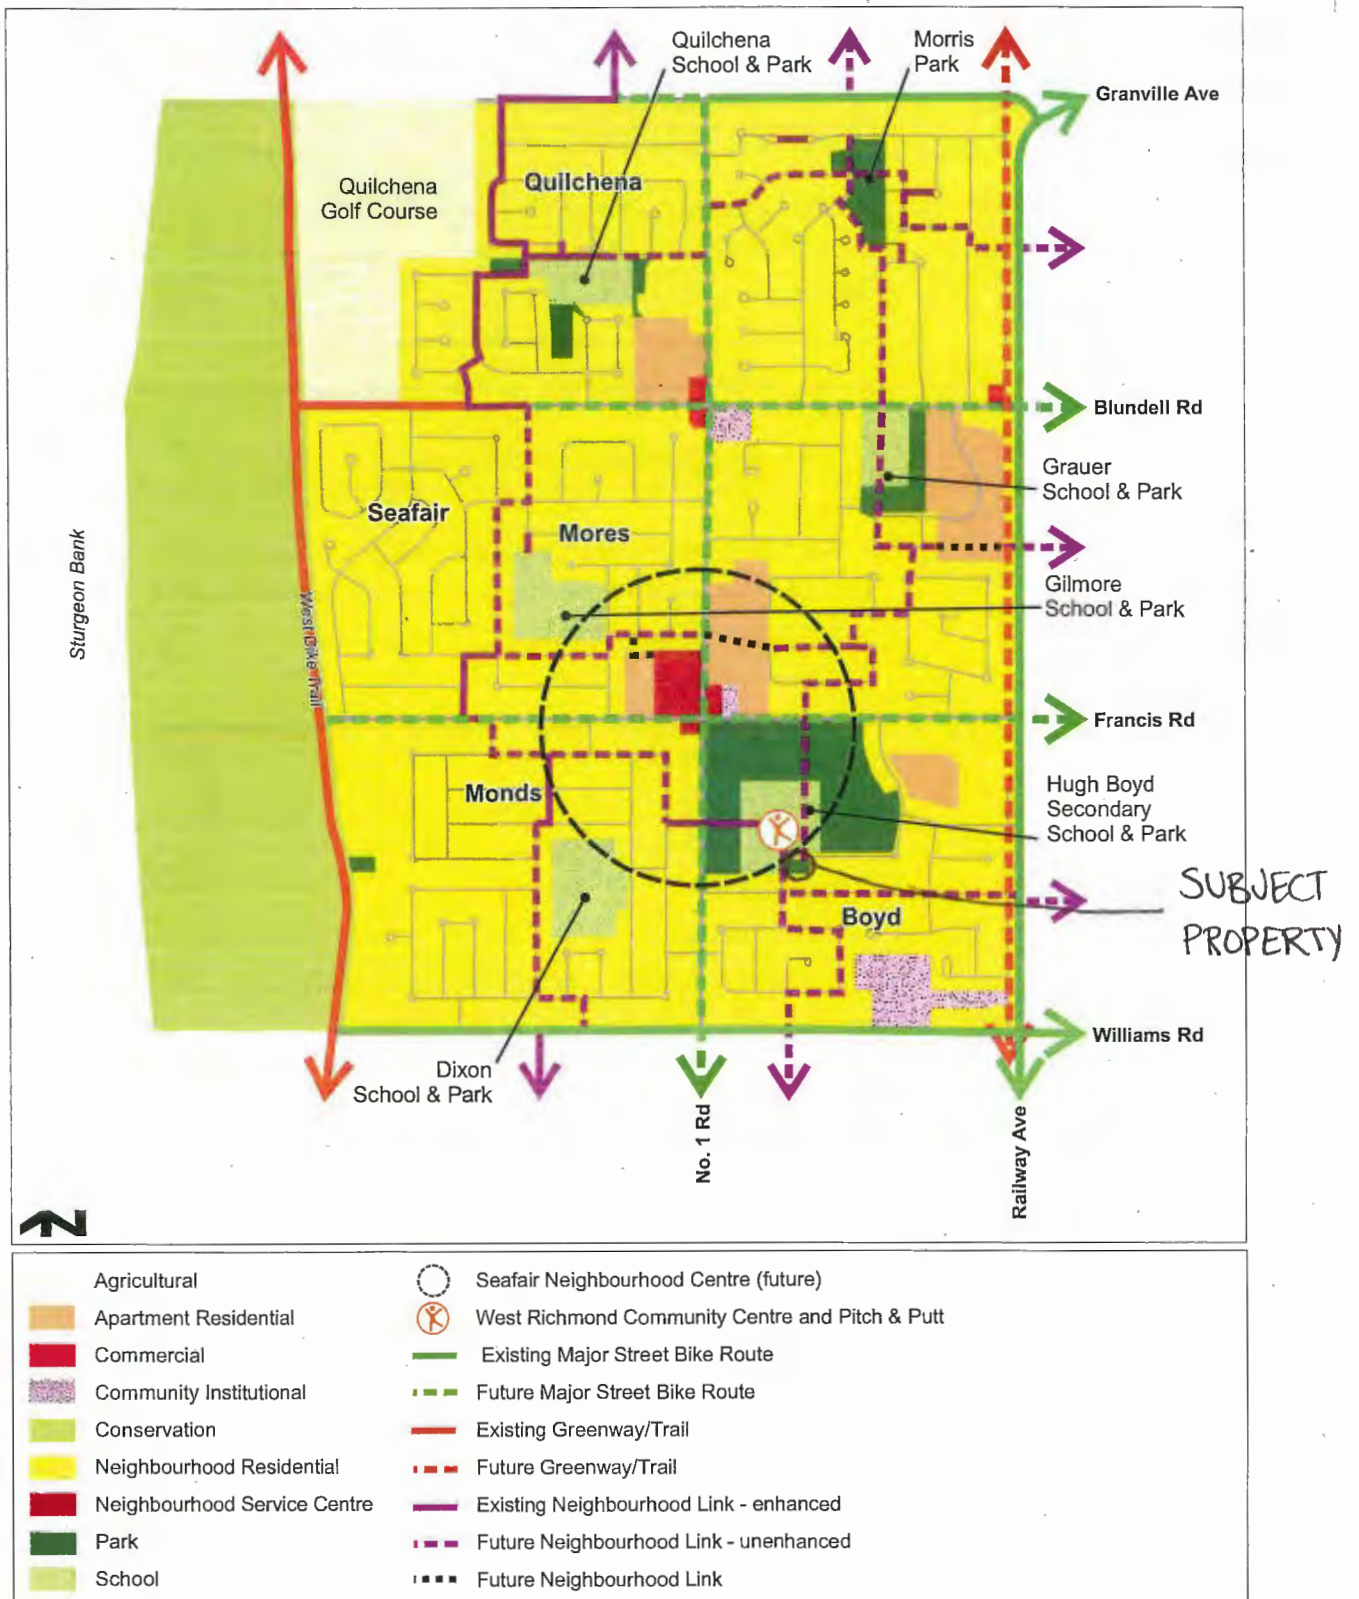 Quilchena
School & Park
Morris
Park
Granville Ave
Quilchena
Golf Course
Quilchena
Blundell Rd
Grauer
School & Park
Seafair
Mores
Sturgeon Bank
West Dike Trail
Gilmore
School & Park
Francis Rd
Monds
Hugh Boyd
Secondary
School & Park
SUBJECT
PROPERTY
Boyd
Williams Rd
Dixon
School & Park
No. 1 Rd
Railway Ave
Z
Agricultural
Apartment Residential
Commercial
Community Institutional
Conservation
Neighbourhood Residential
Neighbourhood Service Centre
Park
School
Seafair Neighbourhood Centre (future)
West Richmond Community Centre and Pitch & Putt
Existing Major Street Bike Route
Future Major Street Bike Route
Existing Greenway/Trail
Future Greenway/Trail
Existing Neighbourhood Link - enhanced
Future Neighbourhood Link - unenhanced
Future Neighbourhood Link